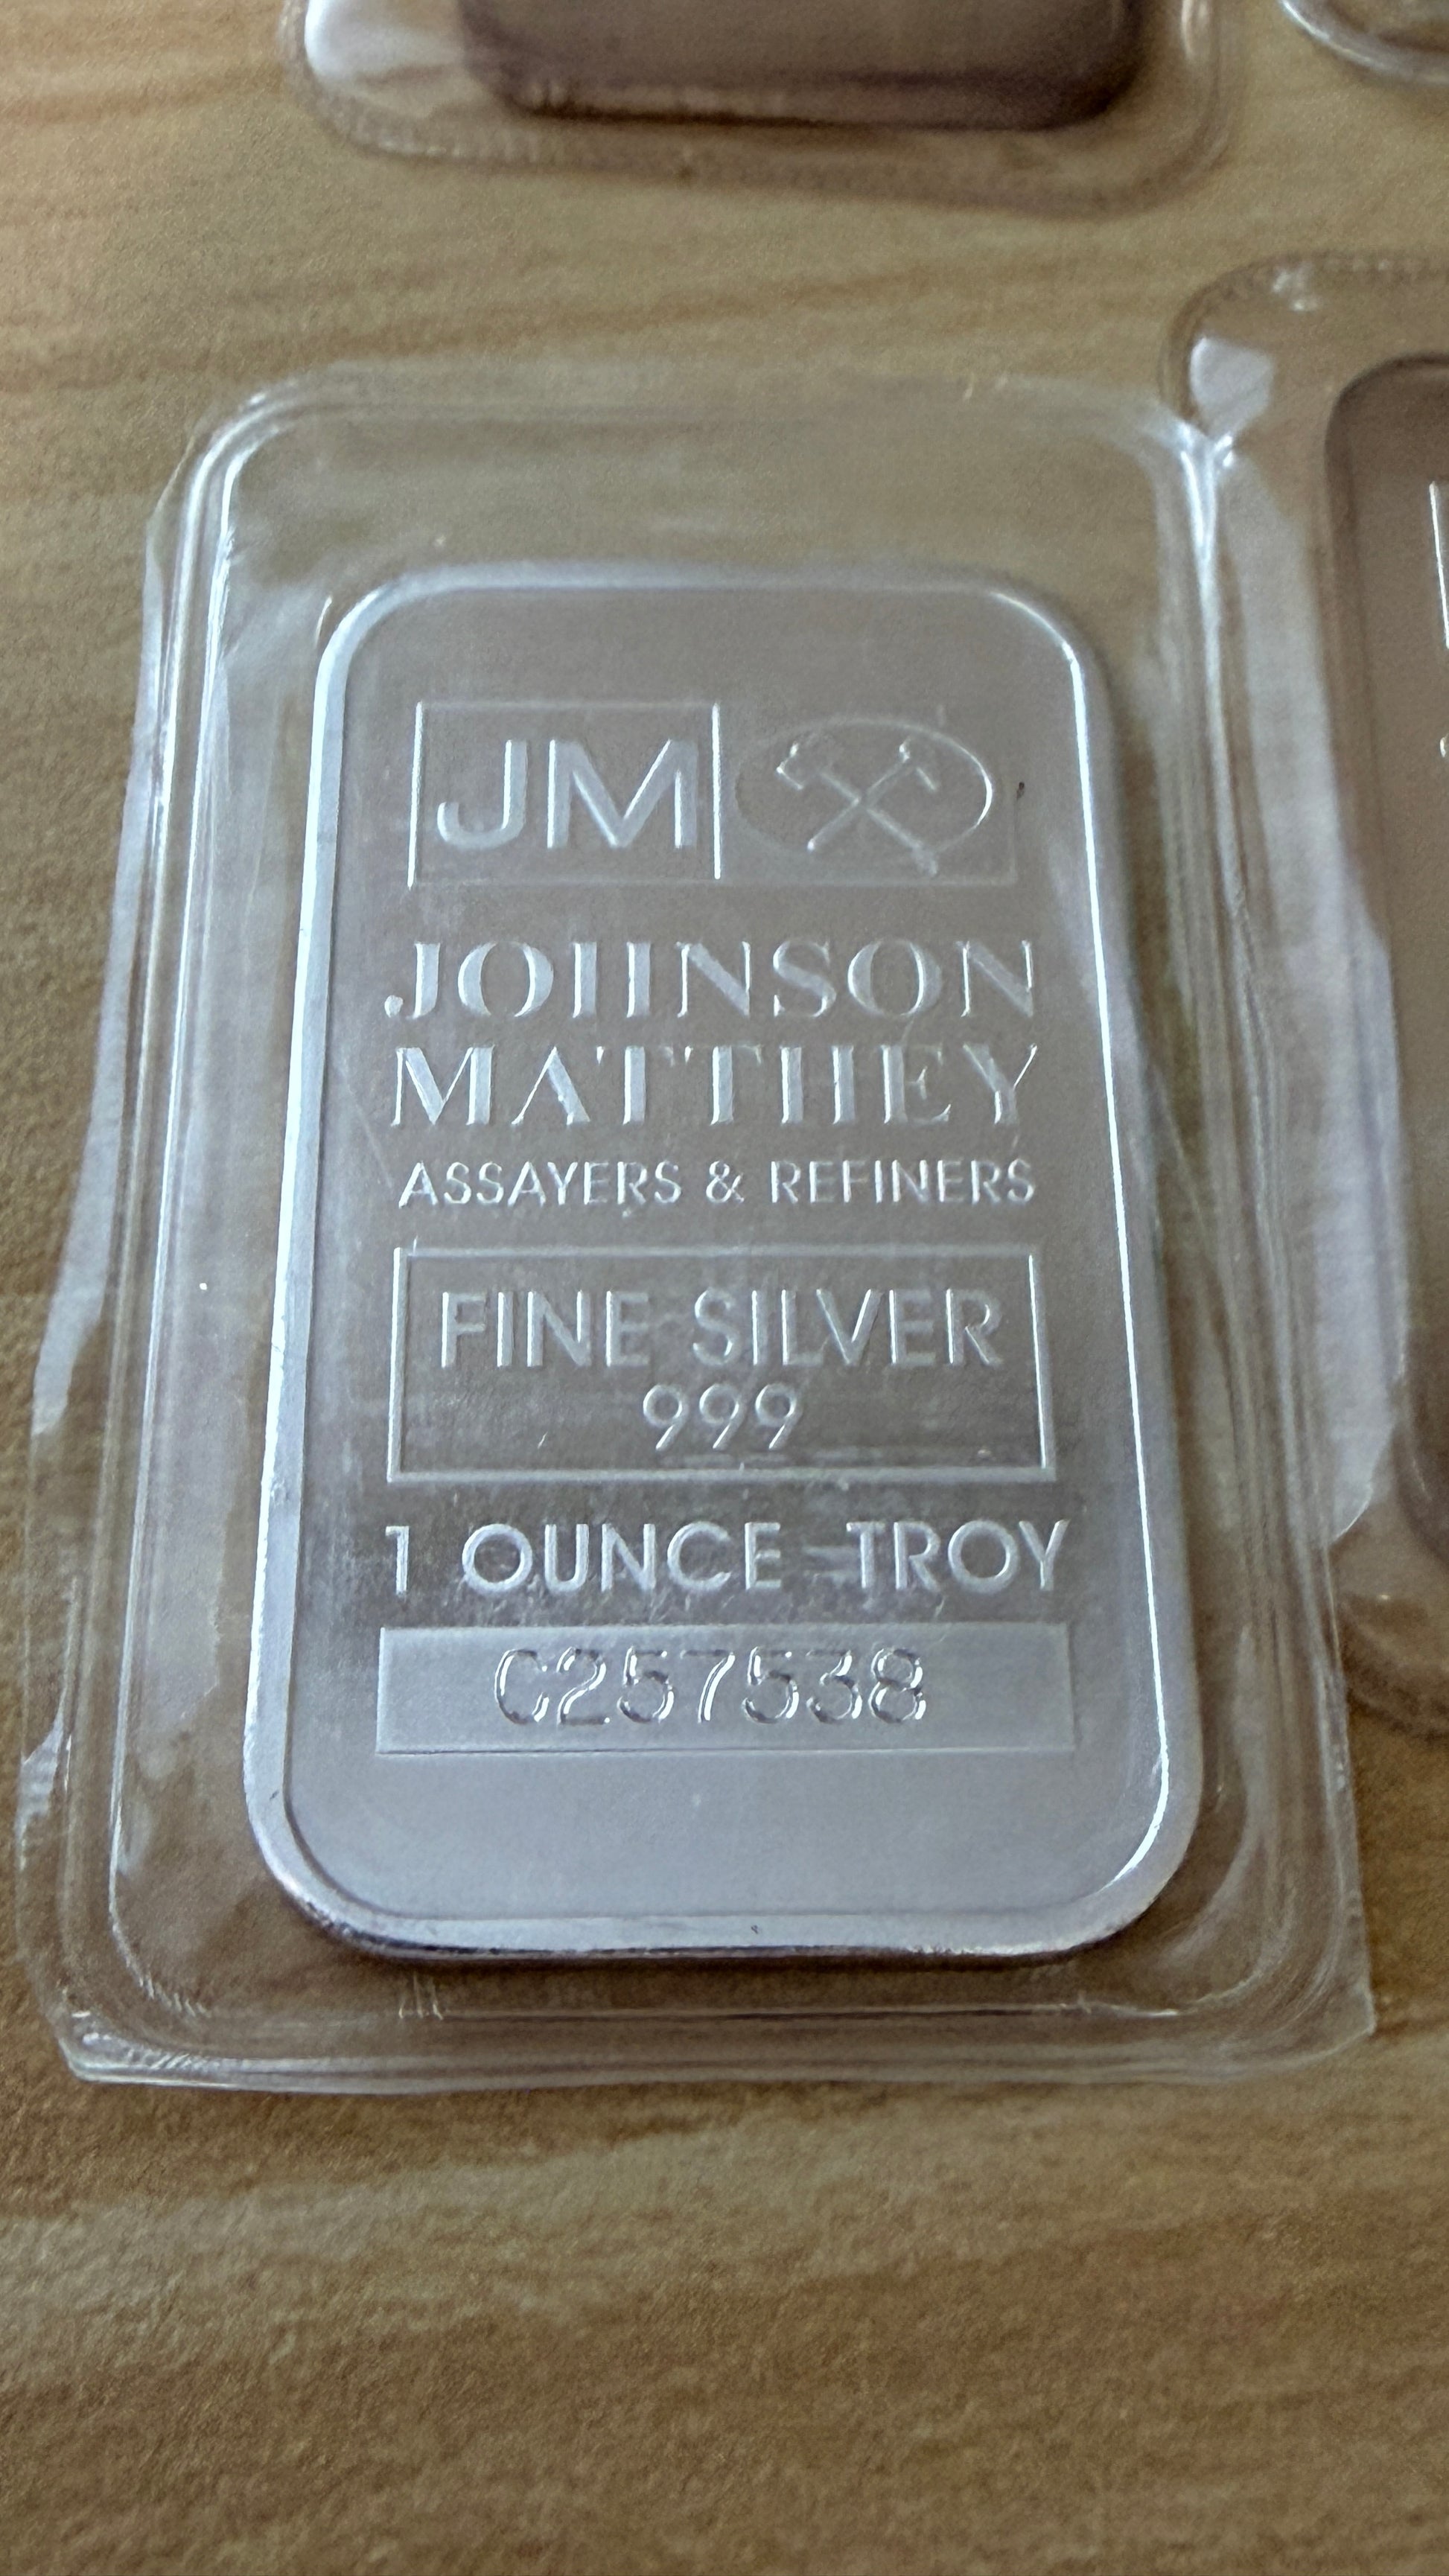 JM
JOHNSON
MATTHEY
ASSAYERS & REFINERS
FINE SILVER
999
1 OUNCE TROY
C257538